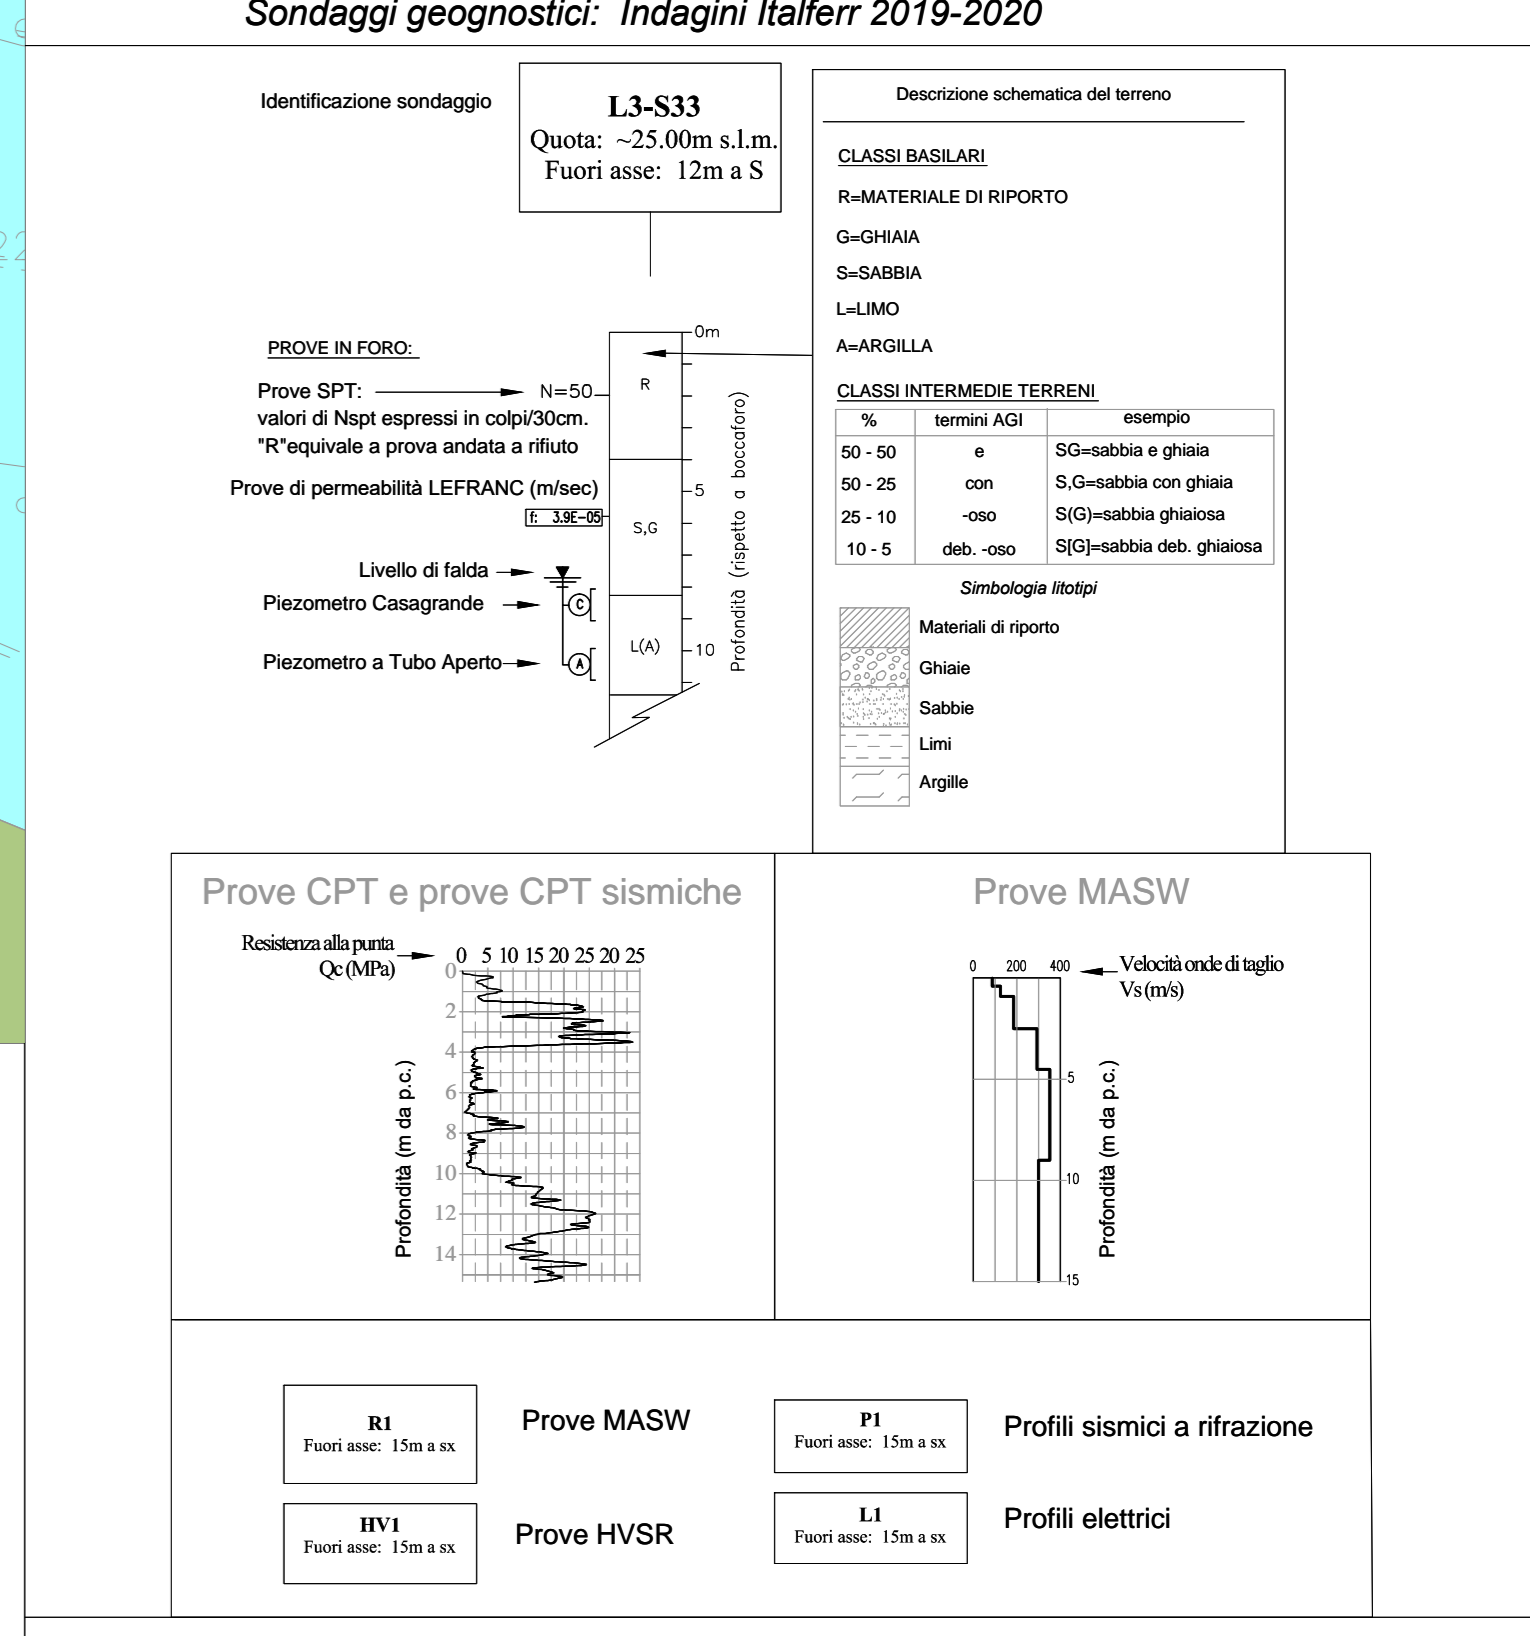 Sondaggi geognostici: Indagini Italferr 2019-2020
Identificazione sondaggio
L3-S33
Quota: ~25.00m s.l.m.
Fuori asse: 12m a S
Descrizione schematica del terreno
CLASSI BASILARI
R=MATERIALE DI RIPORTO
G=GHIAIA
S=SABBIA
L=LIMO
A=ARGILLA
CLASSI INTERMEDIE TERRENI
% termini AGI esempio
50 - 50 e SG=sabbia e ghiaia
50 - 25 con S,G=sabbia con ghiaia
25 - 10 -oso S(G)=sabbia ghiaiosa
10 - 5 deb. -oso S[G]=sabbia deb. ghiaiosa
Simbologia litotipi
Materiali di riporto
Ghiaie
Sabbie
Limi
Argille
PROVE IN FORO:
Prove SPT:
N=50
valori di Nspt espressi in colpi/30cm.
"R"equivale a prova andata a rifiuto
Prove di permeabilità LEFRANC (m/sec)
f: 3.9E-05
Livello di falda
Piezometro Casagrande
C
Piezometro a Tubo Aperto
A
R
S,G
L(A)
0m
5
10
Profondità (rispetto a boccaforo)
Prove CPT e prove CPT sismiche
Resistenza alla punta
Qc (MPa)
0 5 10 15 20 25 20 25
0
2
4
6
8
10
12
14
Profondità (m da p.c.)
Prove MASW
0 200 400
Velocità onde di taglio
Vs (m/s)
5
10
15
Profondità (m da p.c.)
R1
Fuori asse: 15m a sx
Prove MASW
P1
Fuori asse: 15m a sx
Profili sismici a rifrazione
HV1
Fuori asse: 15m a sx
Prove HVSR
L1
Fuori asse: 15m a sx
Profili elettrici